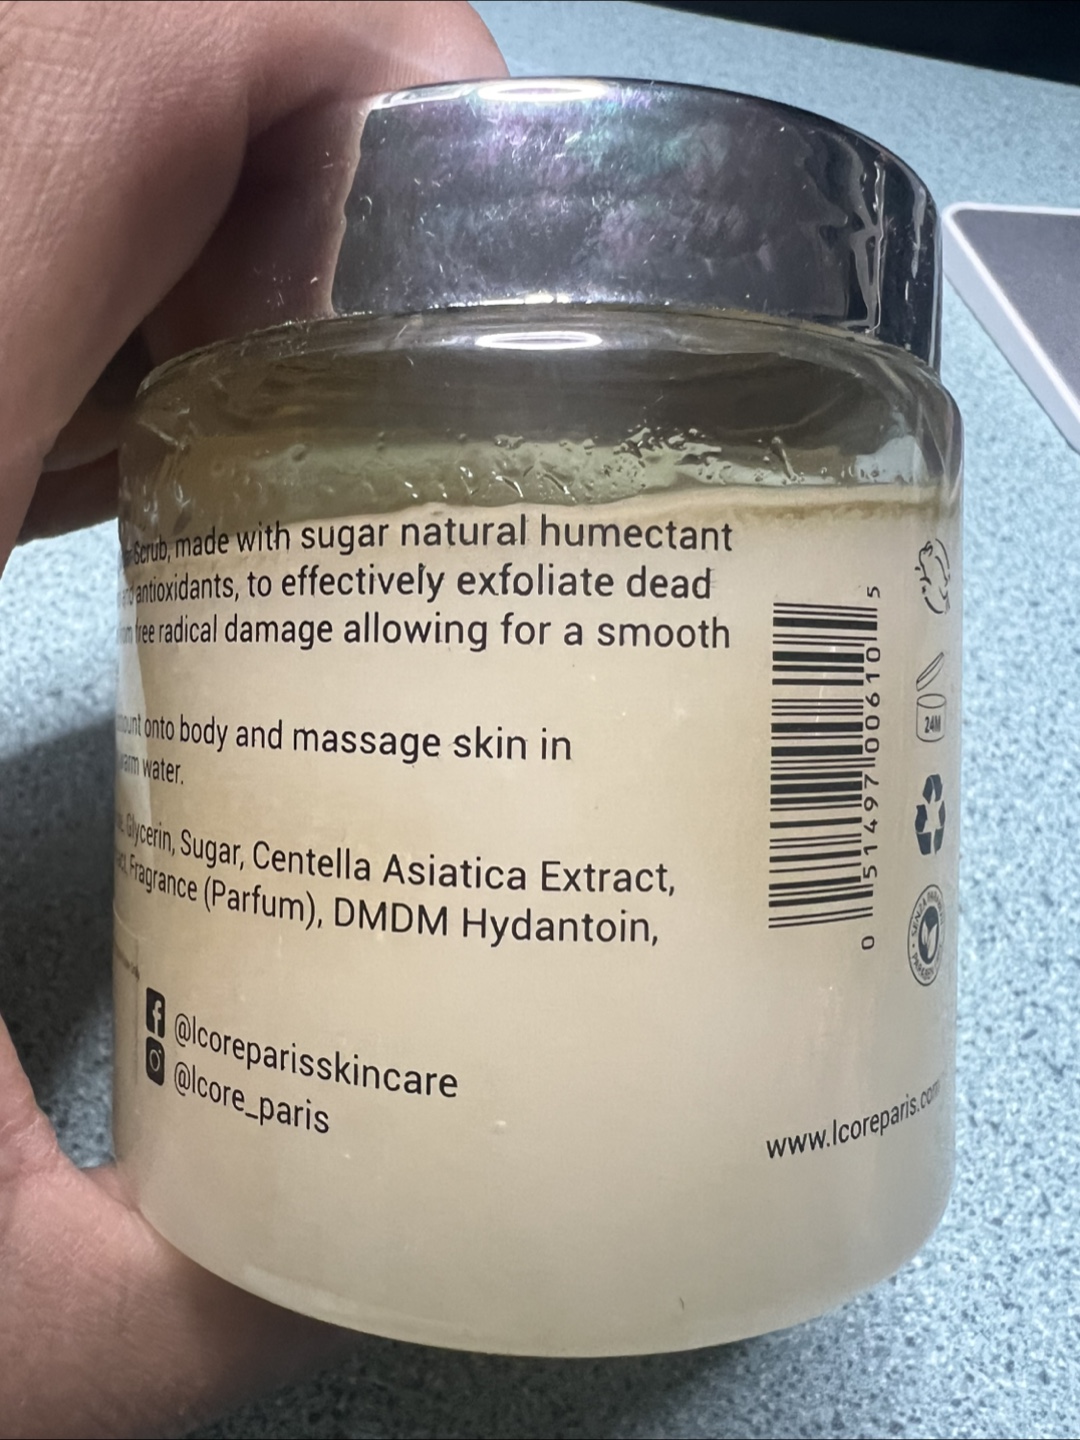 Scrub, made with sugar natural humectant
antioxidants, to effectively exfoliate dead
free radical damage allowing for a smooth
onto body and massage skin in
warm water.
Glycerin, Sugar, Centella Asiatica Extract,
Fragrance (Parfum), DMDM Hydantoin,
@lcoreparisskincare
@lcore_paris
0 51497 00610 5
24M
www.lcoreparis.com